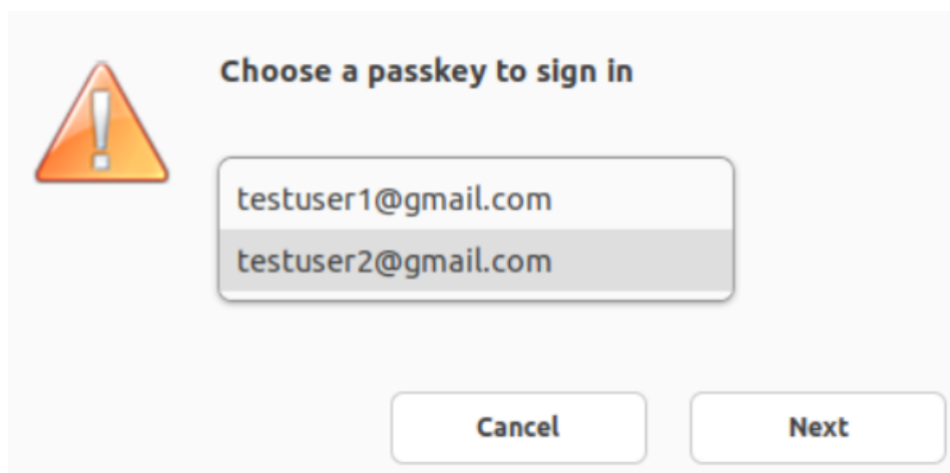 Choose a passkey to sign in
testuser1@gmail.com
testuser2@gmail.com
Cancel
Next